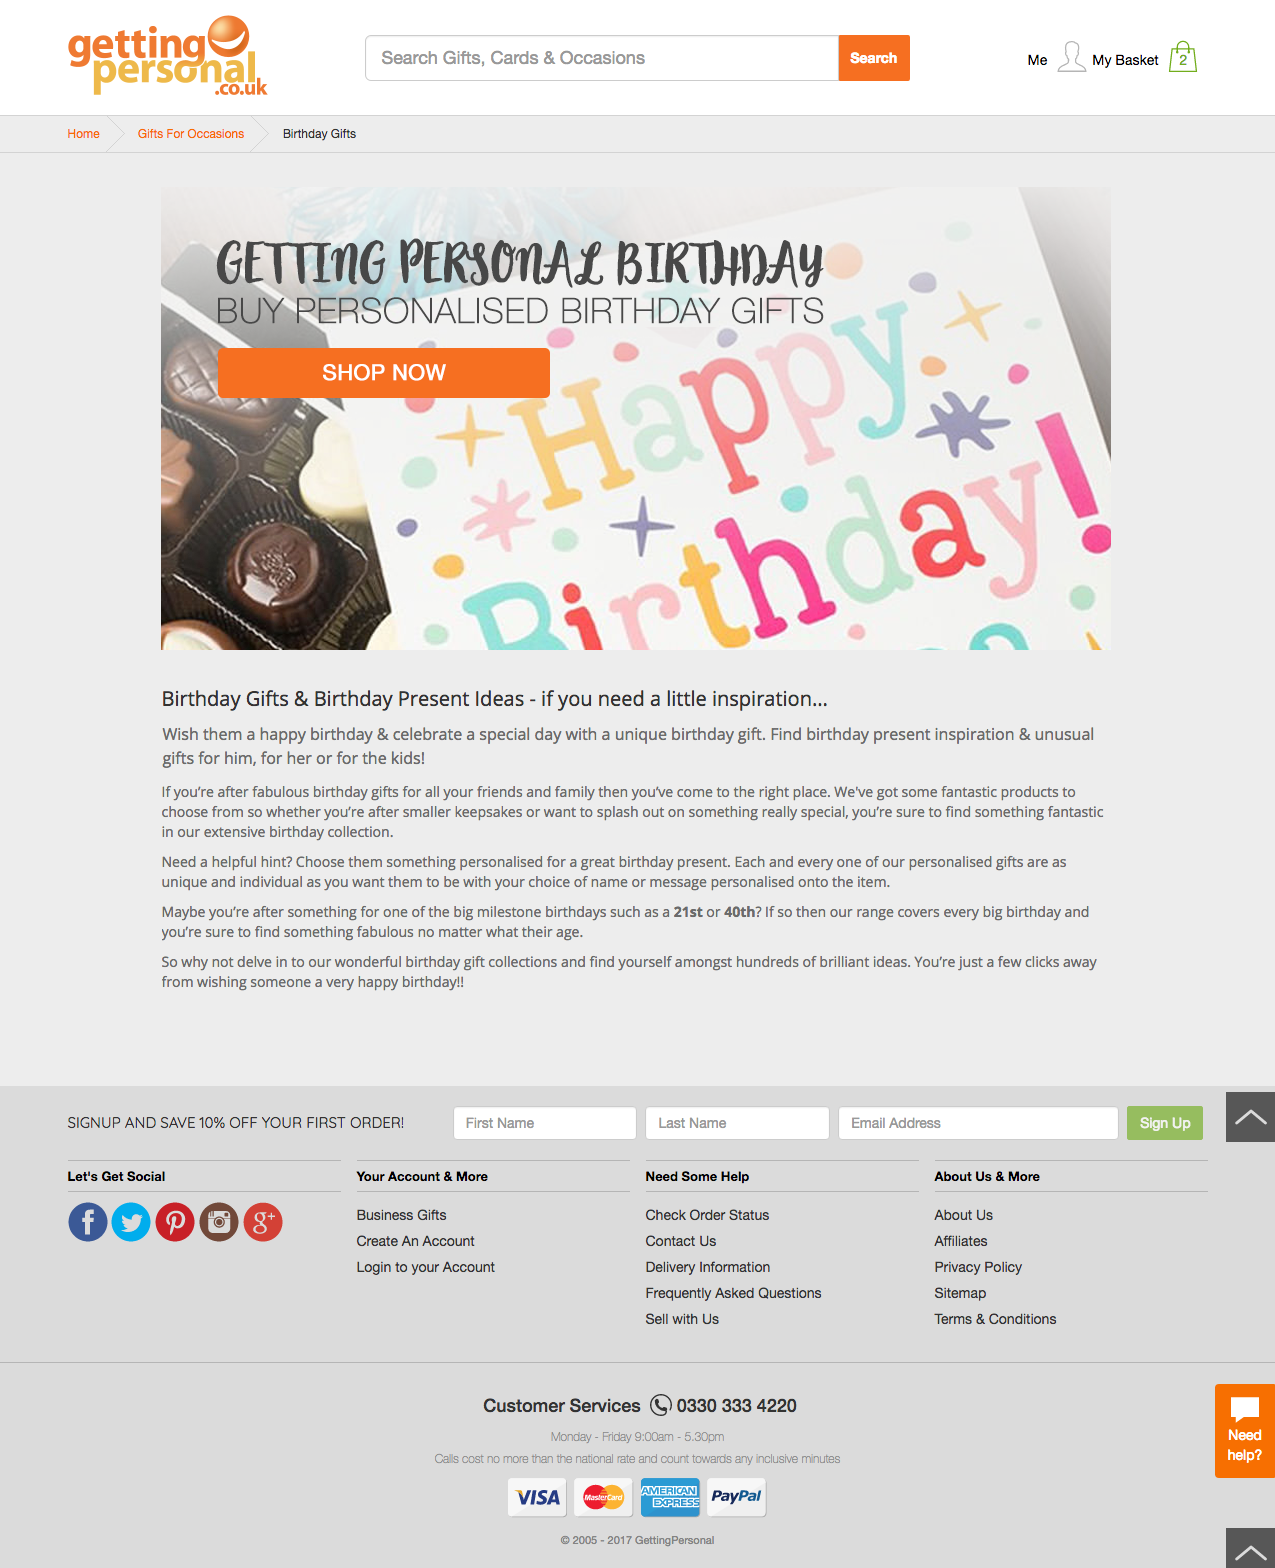 getting
personal
.co.uk
Search Gifts, Cards & Occasions
Search
Me
My Basket
2
Home
Gifts For Occasions
Birthday Gifts
GETTING PERSONAL BIRTHDAY
BUY PERSONALISED BIRTHDAY GIFTS
SHOP NOW
Happy
Birthday!
Birthday Gifts & Birthday Present Ideas - if you need a little inspiration...
Wish them a happy birthday & celebrate a special day with a unique birthday gift. Find birthday present inspiration & unusual
gifts for him, for her or for the kids!
If you’re after fabulous birthday gifts for all your friends and family then you’ve come to the right place. We've got some fantastic products to
choose from so whether you’re after smaller keepsakes or want to splash out on something really special, you’re sure to find something fantastic
in our extensive birthday collection.
Need a helpful hint? Choose them something personalised for a great birthday present. Each and every one of our personalised gifts are as
unique and individual as you want them to be with your choice of name or message personalised onto the item.
Maybe you’re after something for one of the big milestone birthdays such as a 21st or 40th? If so then our range covers every big birthday and
you’re sure to find something fabulous no matter what their age.
So why not delve in to our wonderful birthday gift collections and find yourself amongst hundreds of brilliant ideas. You’re just a few clicks away
from wishing someone a very happy birthday!!
SIGNUP AND SAVE 10% OFF YOUR FIRST ORDER!
First Name
Last Name
Email Address
Sign Up
Let's Get Social
Your Account & More
Business Gifts
Create An Account
Login to your Account
Need Some Help
Check Order Status
Contact Us
Delivery Information
Frequently Asked Questions
Sell with Us
About Us & More
About Us
Affiliates
Privacy Policy
Sitemap
Terms & Conditions
Customer Services 0330 333 4220
Monday - Friday 9:00am - 5.30pm
Calls cost no more than the national rate and count towards any inclusive minutes
VISA
MasterCard
AMERICAN
EXPRESS
PayPal
© 2005 - 2017 GettingPersonal
Need
help?